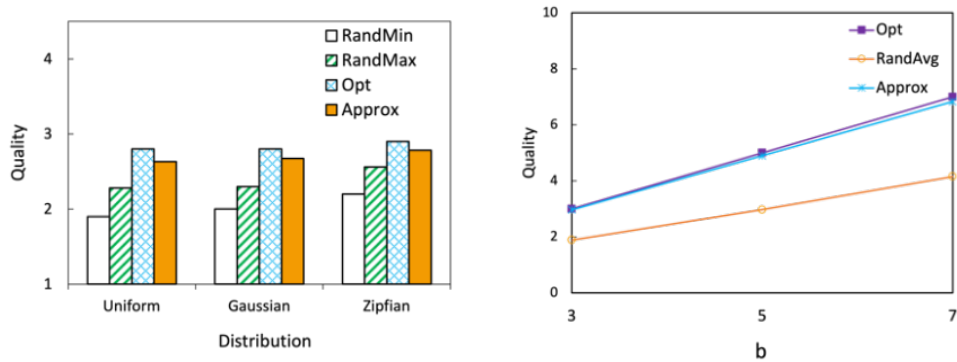 Quality
4
3
2
1
RandMin
RandMax
Opt
Approx
Uniform Gaussian Zipfian
Distribution
Quality
10
8
6
4
2
0
Opt
RandAvg
Approx
3 5 7
b